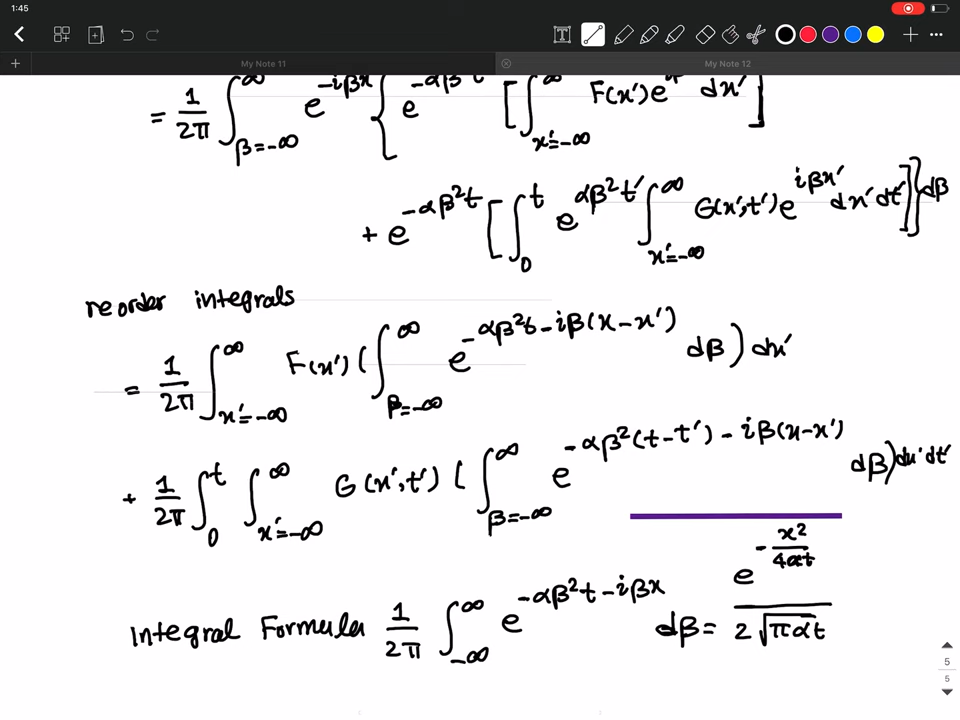 1:45
My Note 11
My Note 12
= 1/2π ∫_{β=-∞}^{∞} e^{-iβx} { e^{-αβ²t} [ ∫_{x'=-∞}^{∞} F(x') e dx' ]
+ e^{-αβ²t} [ ∫_0^t e^{αβ²t'} ∫_{x'=-∞}^{∞} G(x',t') e^{iβx'} dx' dt' ] } dβ
reorder integrals
= 1/2π ∫_{x'=-∞}^{∞} F(x') ( ∫_{β=-∞}^{∞} e^{-αβ²t - iβ(x-x')} dβ ) dx'
+ 1/2π ∫_0^t ∫_{x'=-∞}^{∞} G(x',t') ( ∫_{β=-∞}^{∞} e^{-αβ²(t-t') - iβ(x-x')} dβ ) dx' dt'
Integral Formula 1/2π ∫_{-∞}^{∞} e^{-αβ²t - iβx} dβ = e^{-x²/4αt} / 2√παt
5
5